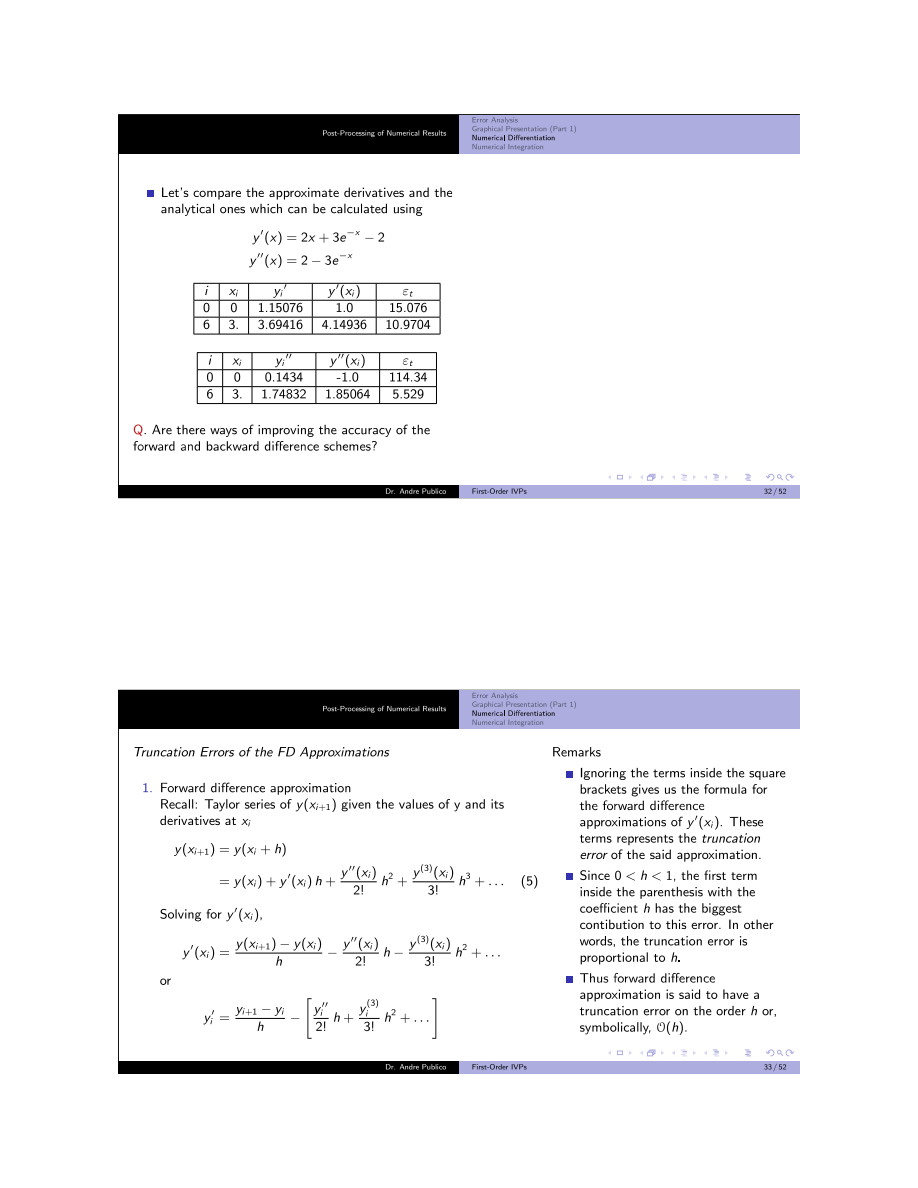 Post-Processing of Numerical Results
Error Analysis
Graphical Presentation (Part 1)
Numerical Differentiation
Numerical Integration
Let's compare the approximate derivatives and the
analytical ones which can be calculated using
y′(x) = 2x + 3e^{−x} − 2
y′′(x) = 2 − 3e^{−x}
i x_i y_i′ y′(x_i) ε_t
0 0 1.15076 1.0 15.076
6 3. 3.69416 4.14936 10.9704
i x_i y_i′′ y′′(x_i) ε_t
0 0 0.1434 -1.0 114.34
6 3. 1.74832 1.85064 5.529
Q. Are there ways of improving the accuracy of the
forward and backward difference schemes?
Dr. Andre Publico First-Order IVPs 32 / 52
Post-Processing of Numerical Results
Error Analysis
Graphical Presentation (Part 1)
Numerical Differentiation
Numerical Integration
Truncation Errors of the FD Approximations
1. Forward difference approximation
Recall: Taylor series of y(x_{i+1}) given the values of y and its
derivatives at x_i
y(x_{i+1}) = y(x_i + h)
= y(x_i) + y′(x_i) h + y′′(x_i)/2! h² + y^{(3)}(x_i)/3! h³ + . . . (5)
Solving for y′(x_i),
y′(x_i) = (y(x_{i+1}) − y(x_i))/h − y′′(x_i)/2! h − y^{(3)}(x_i)/3! h² + . . .
or
y_i′ = (y_{i+1} − y_i)/h − [y_i′′/2! h + y_i^{(3)}/3! h² + . . .]
Remarks
Ignoring the terms inside the square
brackets gives us the formula for
the forward difference
approximations of y′(x_i). These
terms represents the truncation
error of the said approximation.
Since 0 < h < 1, the first term
inside the parenthesis with the
coefficient h has the biggest
contibution to this error. In other
words, the truncation error is
proportional to h.
Thus forward difference
approximation is said to have a
truncation error on the order h or,
symbolically, O(h).
Dr. Andre Publico First-Order IVPs 33 / 52